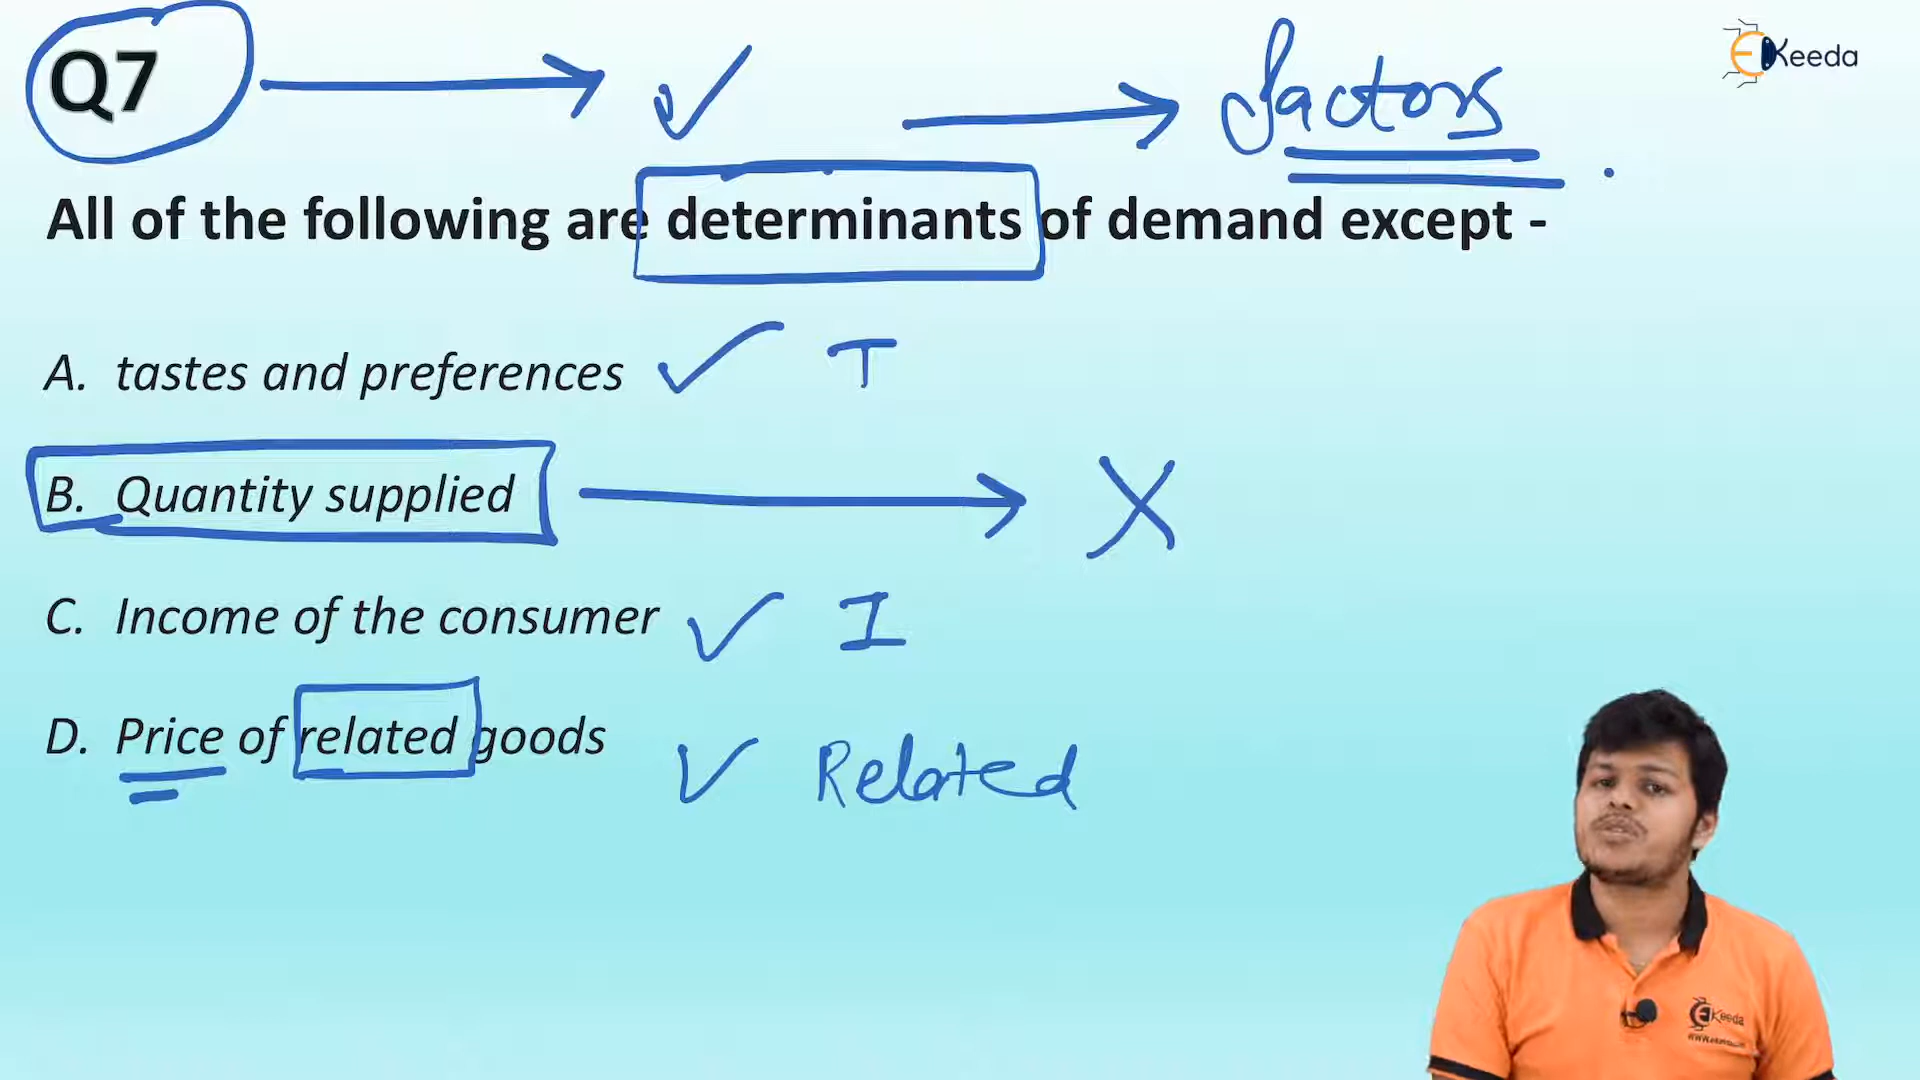 Q7
factors
EKeeda
All of the following are determinants of demand except -
A. tastes and preferences
T
B. Quantity supplied
X
C. Income of the consumer
I
D. Price of related goods
Related
EKeeda